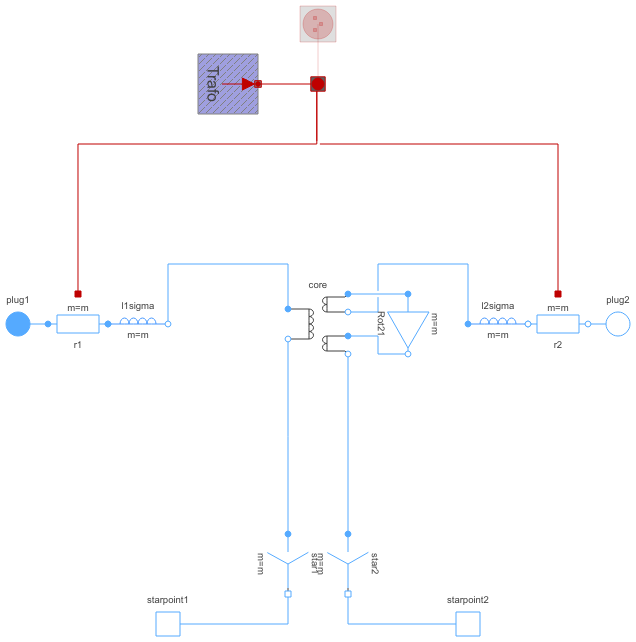 Trafo
plug1
m=m
r1
l1sigma
m=m
core
Rot21
m=m
l2sigma
m=m
m=m
r2
plug2
m=m
star1
m=m
star2
starpoint1
starpoint2